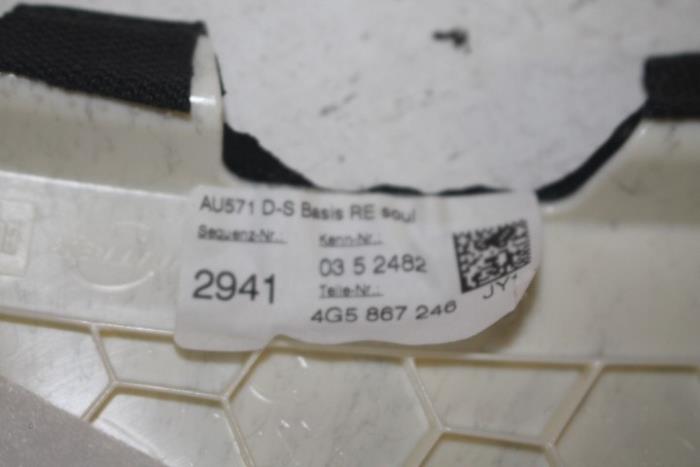 AU571 D-S Basis RE soul
Sequenz-Nr.: Kenn-Nr.:
2941 03 5 2482
Teile-Nr.:
4G5 867 246
JY